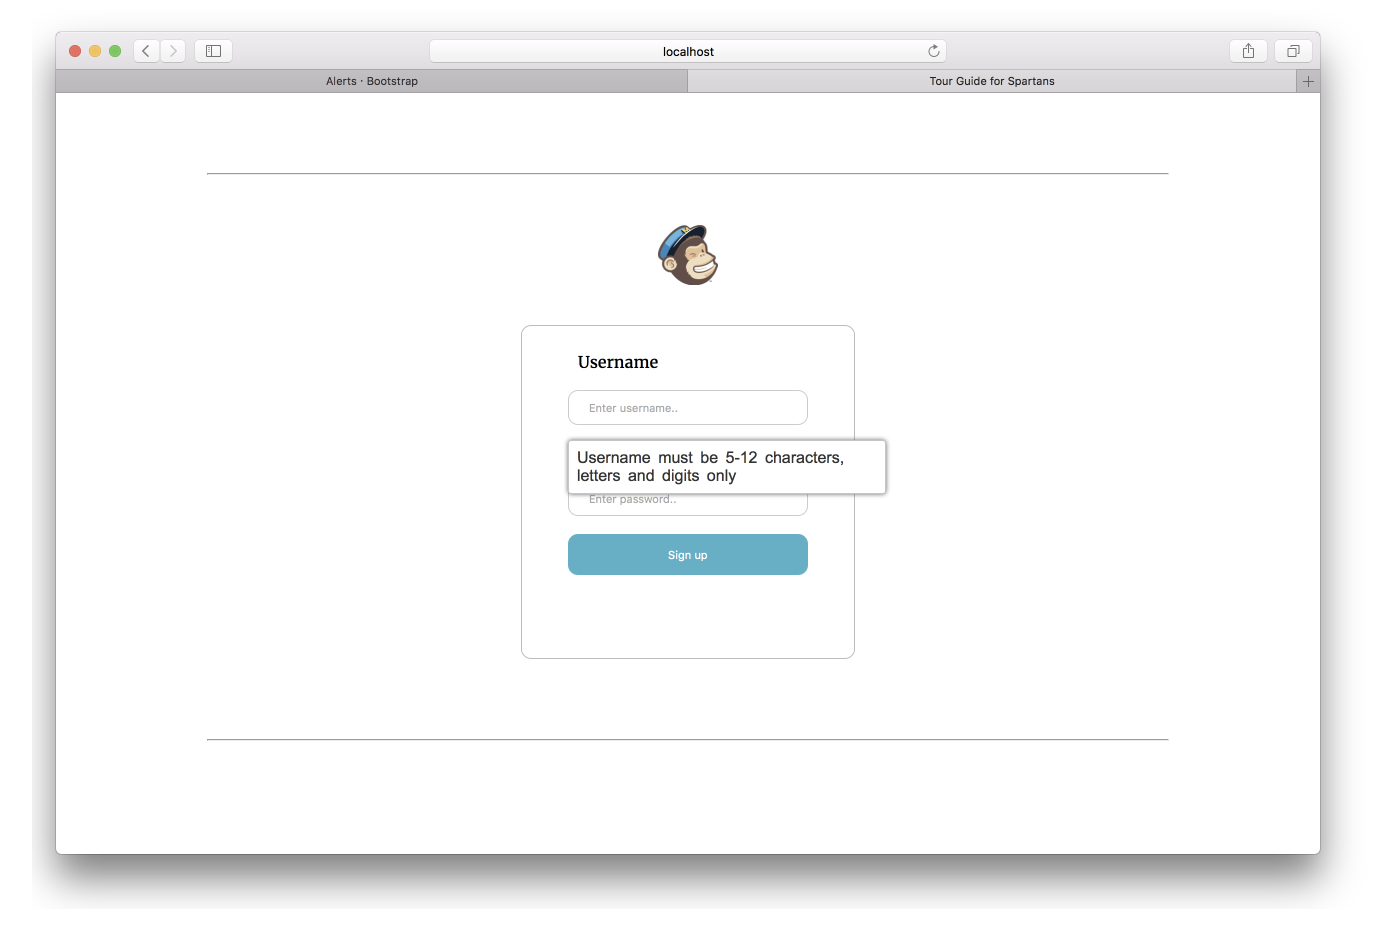 localhost
Alerts · Bootstrap
Tour Guide for Spartans
Username
Enter username..
Username must be 5-12 characters,
letters and digits only
Enter password..
Sign up